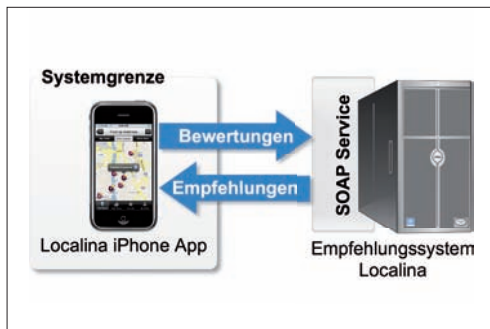 Systemgrenze
Bewertungen
Empfehlungen
SOAP Service
Localina iPhone App
Empfehlungssystem
Localina